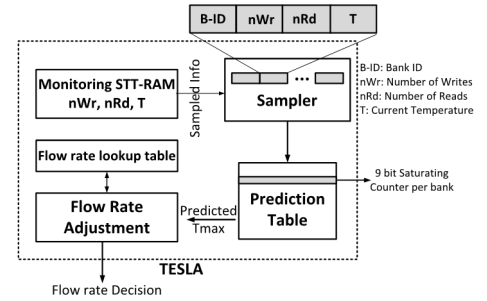 B-ID nWr nRd T
B-ID: Bank ID
nWr: Number of Writes
nRd: Number of Reads
T: Current Temperature
Monitoring STT-RAM
nWr, nRd, T
Sampled Info
...
Sampler
Flow rate lookup table
9 bit Saturating
Counter per bank
Prediction
Table
Predicted
Tmax
Flow Rate
Adjustment
TESLA
Flow rate Decision